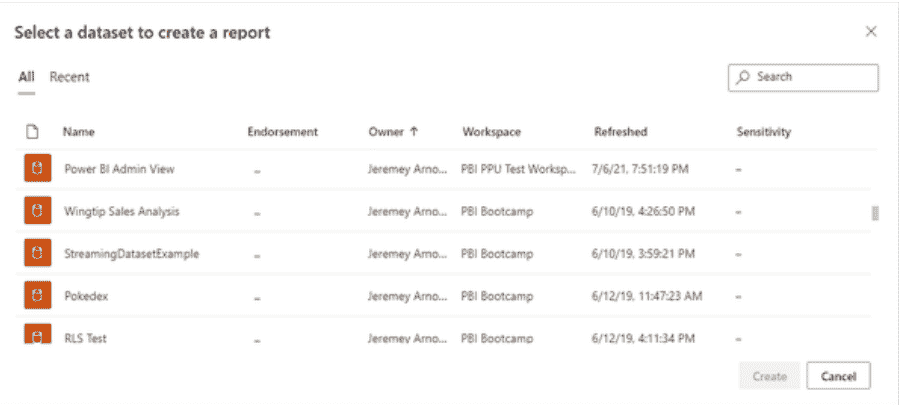 Select a dataset to create a report
All Recent
Search
Name Endorsement Owner ↑ Workspace Refreshed Sensitivity
Power BI Admin View – Jeremey Arno... PBI PPU Test Worksp... 7/6/21, 7:51:19 PM –
Wingtip Sales Analysis – Jeremey Arno... PBI Bootcamp 6/10/19, 4:26:50 PM –
StreamingDatasetExample – Jeremey Arno... PBI Bootcamp 6/10/19, 3:59:21 PM –
Pokedex – Jeremey Arno... PBI Bootcamp 6/12/19, 11:47:23 AM –
RLS Test – Jeremey Arno... PBI Bootcamp 6/12/19, 4:11:34 PM –
Create Cancel